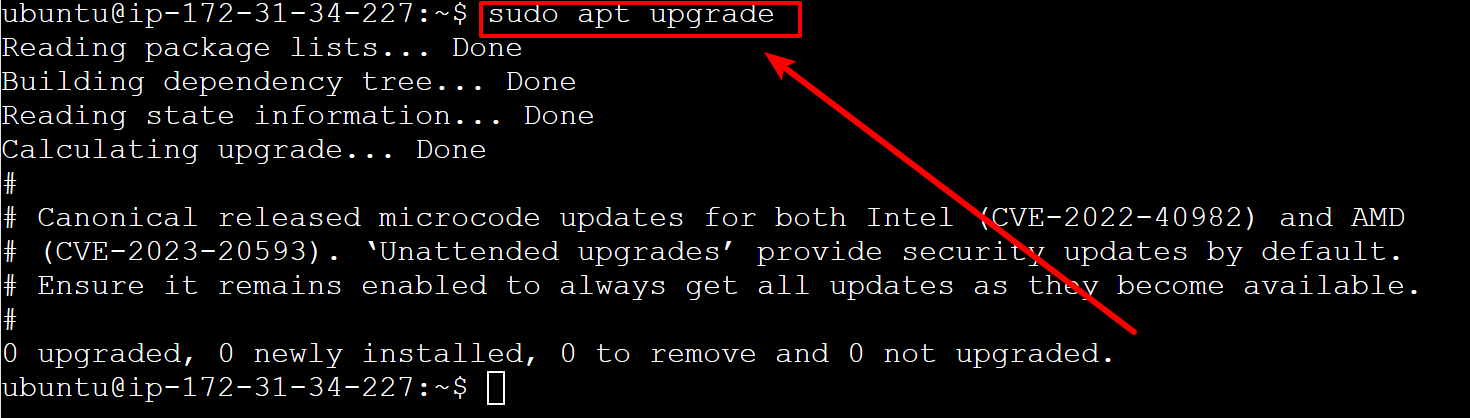 ubuntu@ip-172-31-34-227:~$ sudo apt upgrade
Reading package lists... Done
Building dependency tree... Done
Reading state information... Done
Calculating upgrade... Done
#
# Canonical released microcode updates for both Intel (CVE-2022-40982) and AMD
# (CVE-2023-20593). ‘Unattended upgrades’ provide security updates by default.
# Ensure it remains enabled to always get all updates as they become available.
#
0 upgraded, 0 newly installed, 0 to remove and 0 not upgraded.
ubuntu@ip-172-31-34-227:~$